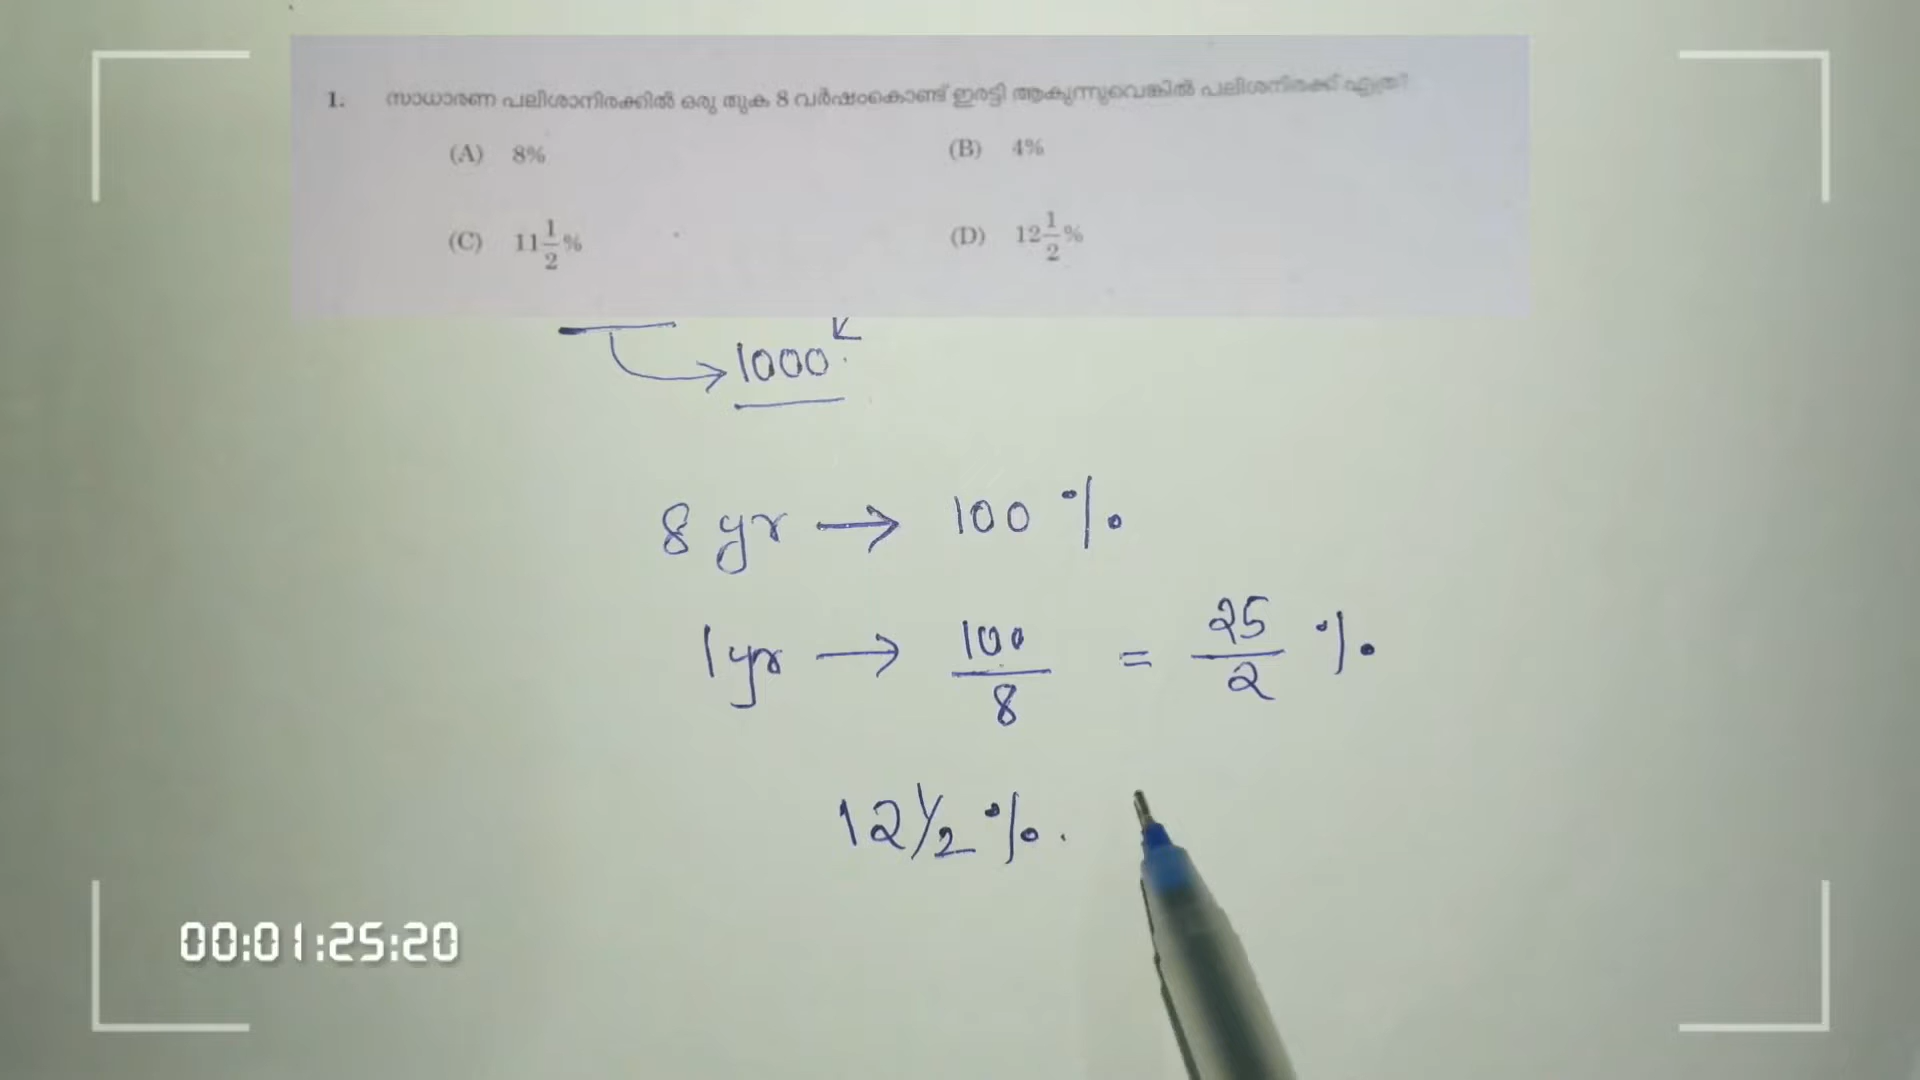 1. സാധാരണ പലിശാനിരക്കിൽ ഒരു തുക 8 വർഷംകൊണ്ട് ഇരട്ടി ആകുന്നുവെങ്കിൽ പലിശനിരക്ക് എത്ര?
(A) 8% (B) 4%
(C) 11 1/2 % (D) 12 1/2 %
1000
8 yr → 100 %
1 yr → 100/8 = 25/2 %
12 1/2 %.
00:01:25:20